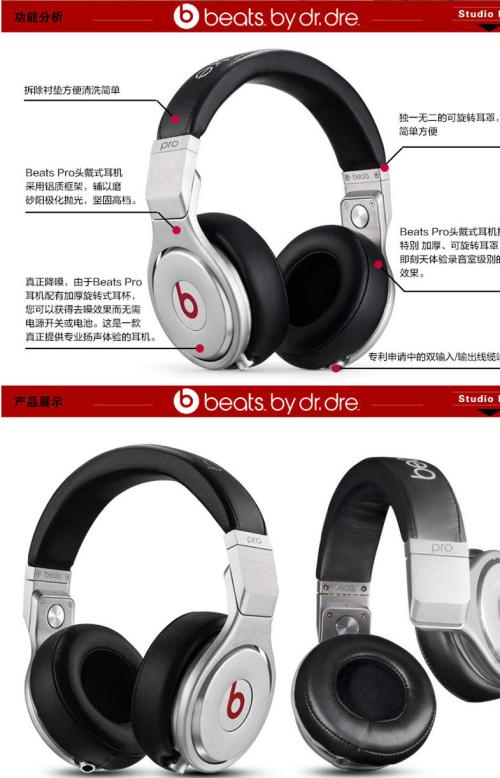 功能分析
beats by dr. dre
Studio
拆除衬垫方便清洗简单
独一无二的可旋转耳罩,
简单方便
pro
beats
Beats Pro头戴式耳机
采用铝质框架，辅以磨
砂阳极化抛光，坚固高档。
Beats Pro头戴式耳机
特别 加厚、可旋转耳罩
即刻天体验录音室级别的
效果。
b
真正降噪，由于Beats Pro
耳机配有加厚旋转式耳杯，
您可以获得去噪效果而无需
电源开关或电池。这是一款
真正提供专业扬声体验的耳机。
专利申请中的双输入/输出线缆
产品展示
beats by dr. dre
Studio
beats
pro
b
beats
pro
beats
b